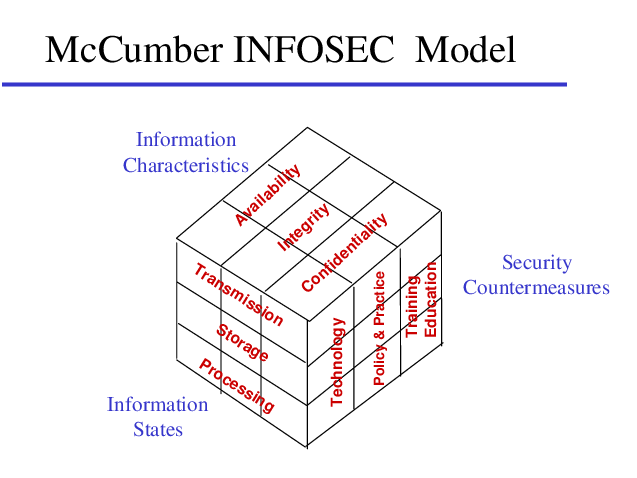 McCumber INFOSEC Model
Information
Characteristics
Availability
Integrity
Confidentiality
Security
Countermeasures
Transmission
Storage
Processing
Technology
Policy & Practice
Training
Education
Information
States